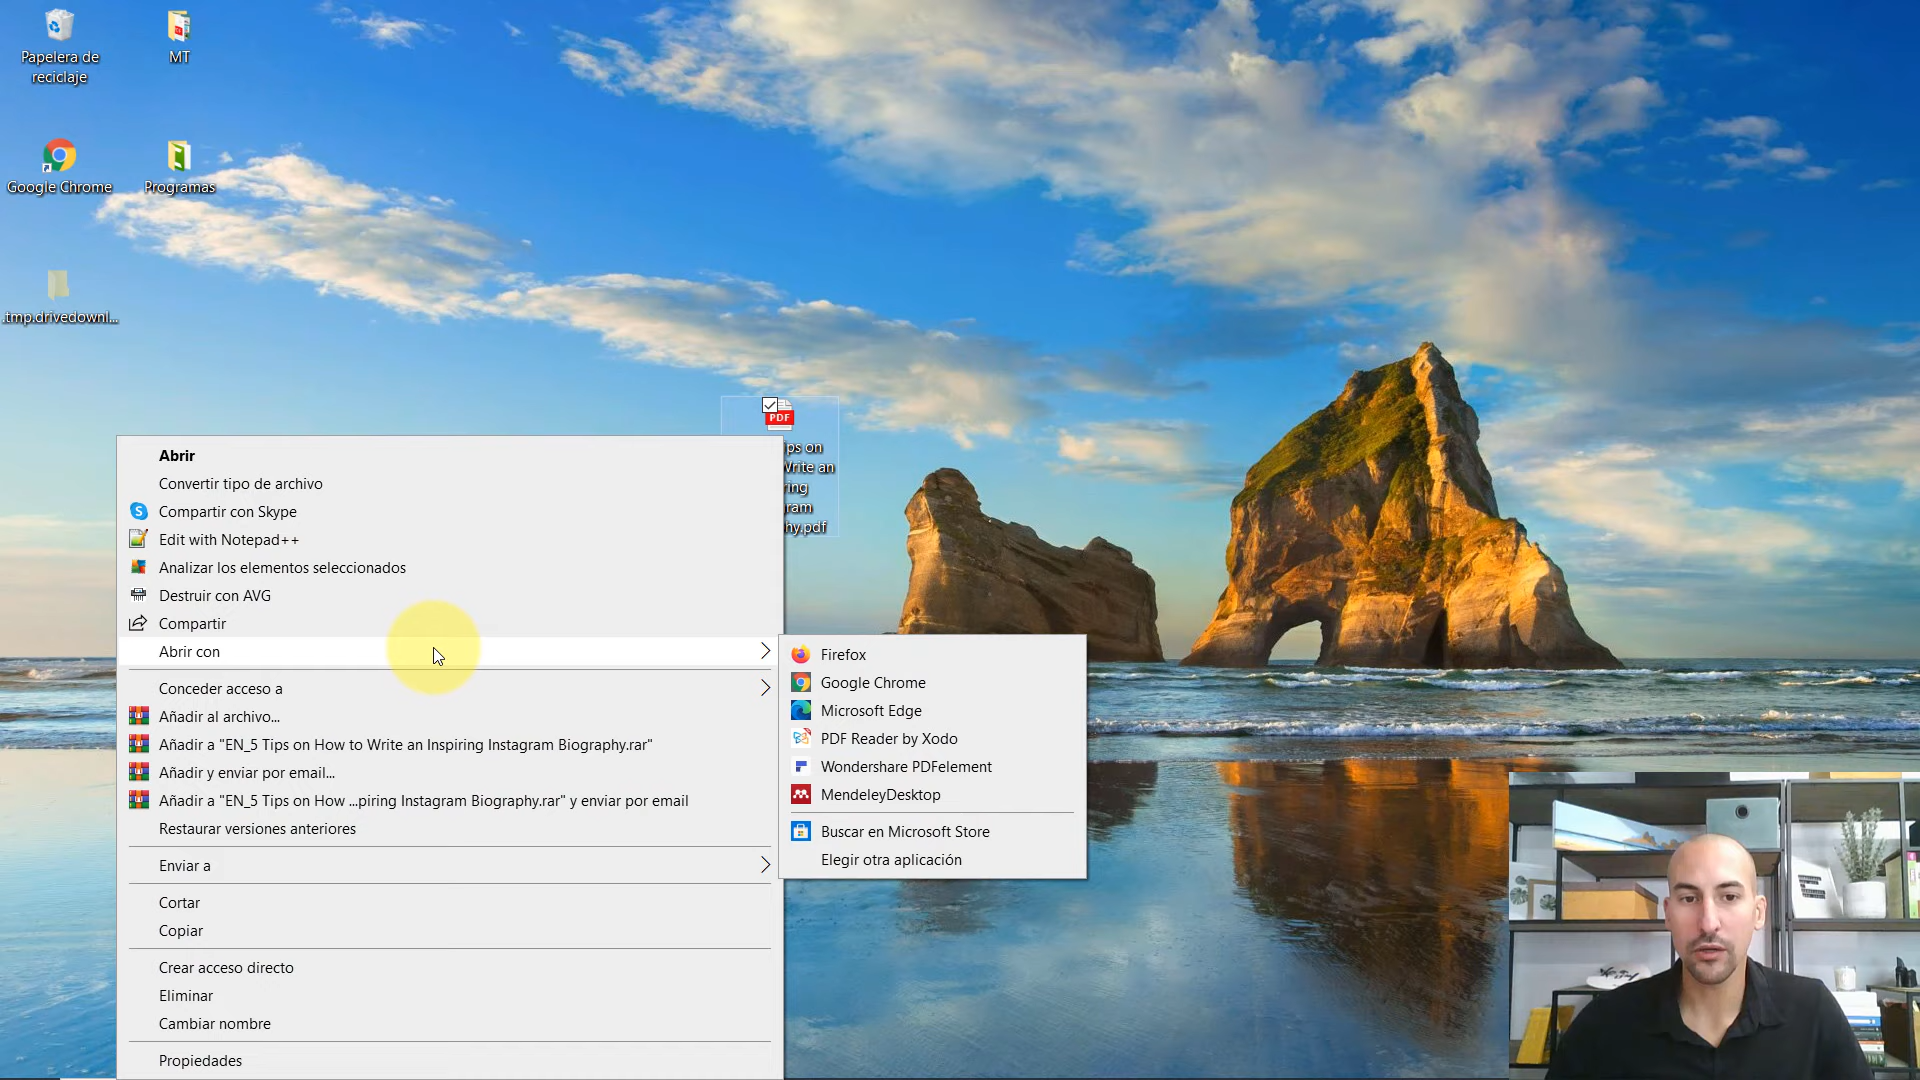 Papelera de
reciclaje
MT
Google Chrome
Programas
.tmp.drivedownl...
PDF
ps on
Write an
ring
ram
hy.pdf
Abrir
Convertir tipo de archivo
Compartir con Skype
Edit with Notepad++
Analizar los elementos seleccionados
Destruir con AVG
Compartir
Abrir con
Conceder acceso a
Añadir al archivo...
Añadir a "EN_5 Tips on How to Write an Inspiring Instagram Biography.rar"
Añadir y enviar por email...
Añadir a "EN_5 Tips on How ...piring Instagram Biography.rar" y enviar por email
Restaurar versiones anteriores
Enviar a
Cortar
Copiar
Crear acceso directo
Eliminar
Cambiar nombre
Propiedades
Firefox
Google Chrome
Microsoft Edge
PDF Reader by Xodo
Wondershare PDFelement
MendeleyDesktop
Buscar en Microsoft Store
Elegir otra aplicación